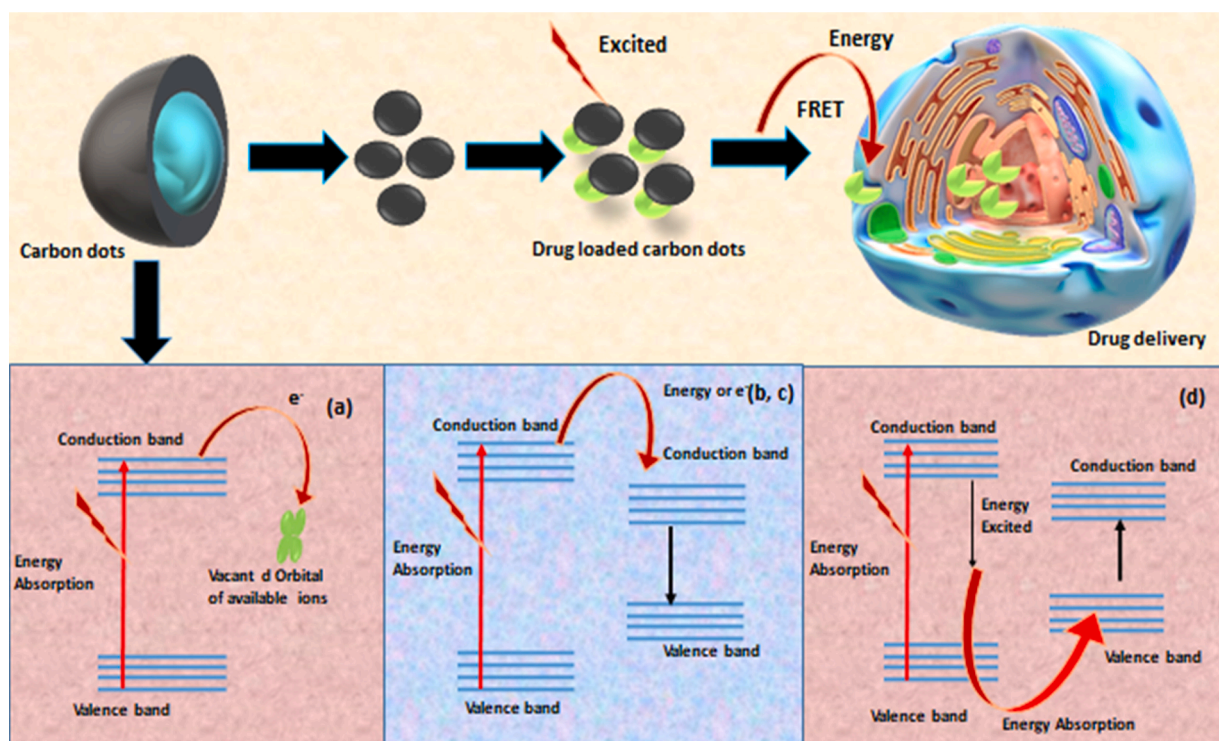 Excited
Energy
FRET
Carbon dots
Drug loaded carbon dots
Drug delivery
e-
(a)
Conduction band
Energy
Absorption
Vacant d Orbital
of available ions
Valence band
Energy or e-
(b, c)
Conduction band
Conduction band
Energy
Absorption
Valence band
Valence band
(d)
Conduction band
Conduction band
Energy
Excited
Energy
Absorption
Valence band
Valence band
Energy Absorption